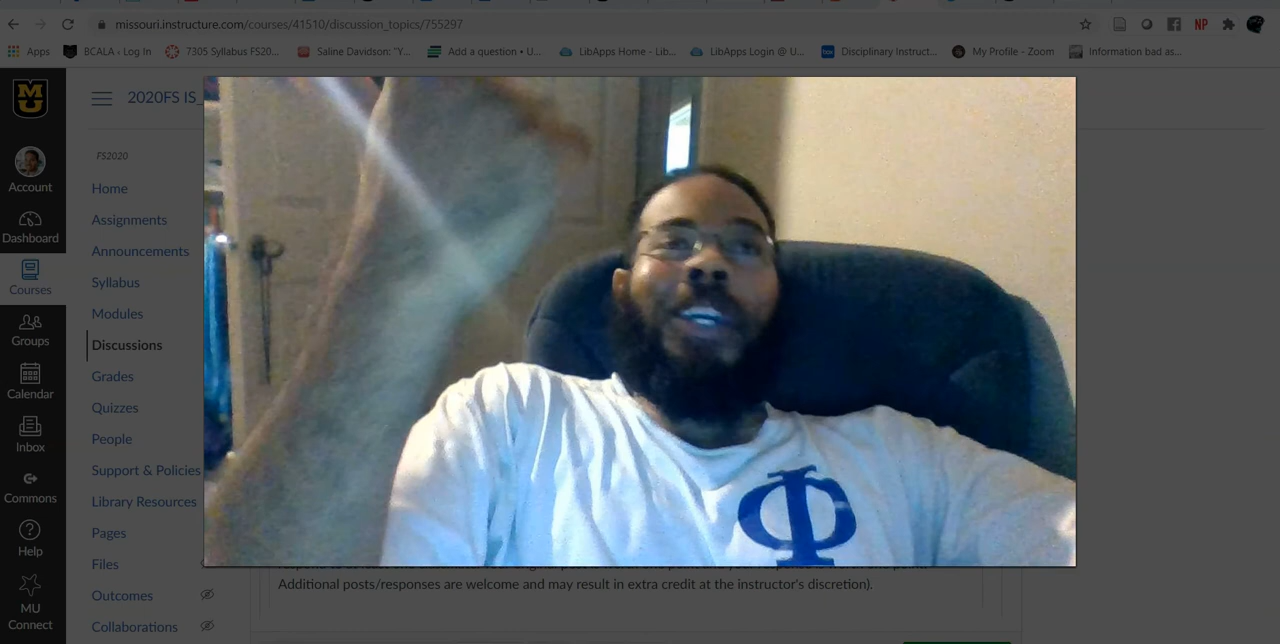 missouri.instructure.com/courses/41510/discussion_topics/755297
NP
Apps
BCALA ‹ Log In
7305 Syllabus FS20...
Saline Davidson: "Y...
Add a question • U...
LibApps Home - Lib...
LibApps Login @ U...
box
Disciplinary Instruct...
My Profile - Zoom
Information bad as...
MU
2020FS IS_
FS2020
Account
Dashboard
Courses
Groups
Calendar
Inbox
Commons
Help
MU
Connect
Home
Assignments
Announcements
Syllabus
Modules
Discussions
Grades
Quizzes
People
Support & Policies
Library Resources
Pages
Files
Outcomes
Collaborations
Φ
Additional posts/responses are welcome and may result in extra credit at the instructor's discretion).